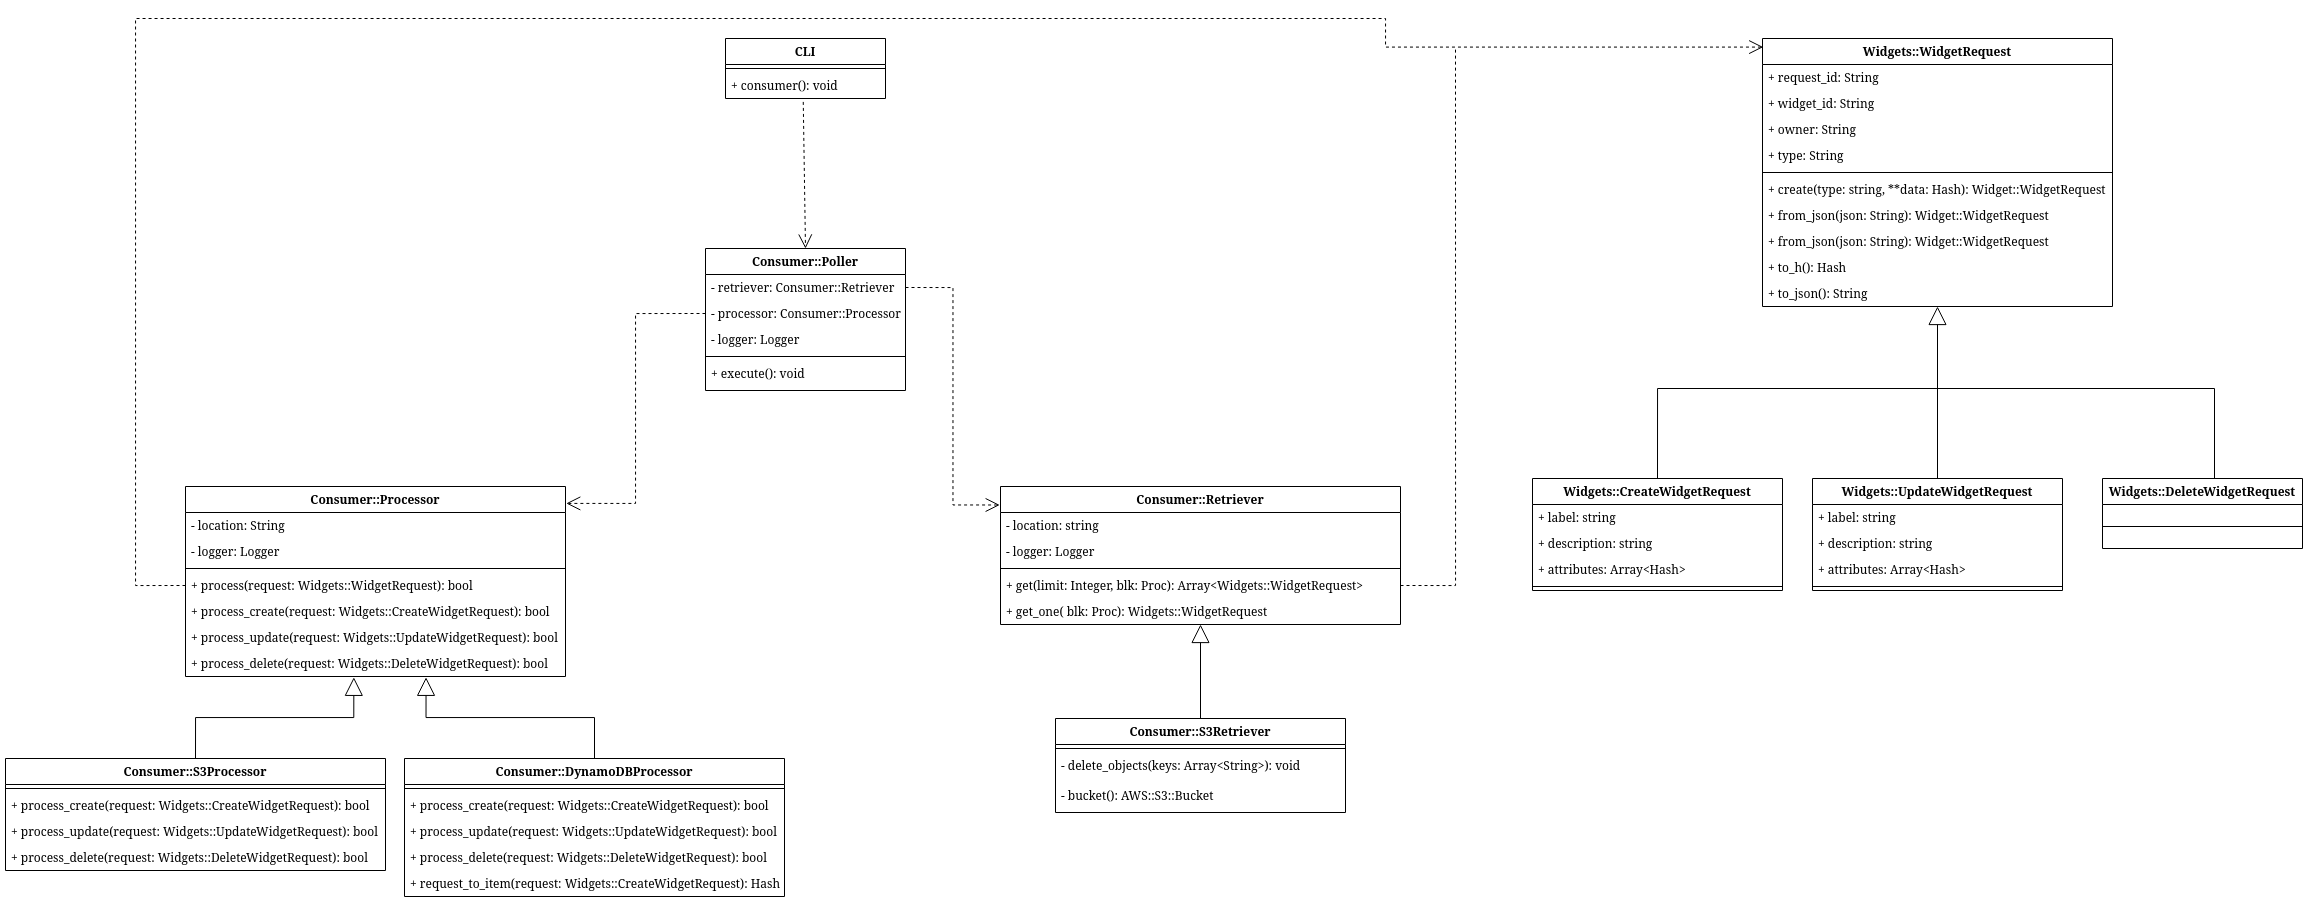 CLI
+ consumer(): void
Widgets::WidgetRequest
+ request_id: String
+ widget_id: String
+ owner: String
+ type: String
+ create(type: string, **data: Hash): Widget::WidgetRequest
+ from_json(json: String): Widget::WidgetRequest
+ from_json(json: String): Widget::WidgetRequest
+ to_h(): Hash
+ to_json(): String
Consumer::Poller
- retriever: Consumer::Retriever
- processor: Consumer::Processor
- logger: Logger
+ execute(): void
Consumer::Processor
- location: String
- logger: Logger
+ process(request: Widgets::WidgetRequest): bool
+ process_create(request: Widgets::CreateWidgetRequest): bool
+ process_update(request: Widgets::UpdateWidgetRequest): bool
+ process_delete(request: Widgets::DeleteWidgetRequest): bool
Consumer::Retriever
- location: string
- logger: Logger
+ get(limit: Integer, blk: Proc): Array<Widgets::WidgetRequest>
+ get_one( blk: Proc): Widgets::WidgetRequest
Widgets::CreateWidgetRequest
+ label: string
+ description: string
+ attributes: Array<Hash>
Widgets::UpdateWidgetRequest
+ label: string
+ description: string
+ attributes: Array<Hash>
Widgets::DeleteWidgetRequest
Consumer::S3Processor
+ process_create(request: Widgets::CreateWidgetRequest): bool
+ process_update(request: Widgets::UpdateWidgetRequest): bool
+ process_delete(request: Widgets::DeleteWidgetRequest): bool
Consumer::DynamoDBProcessor
+ process_create(request: Widgets::CreateWidgetRequest): bool
+ process_update(request: Widgets::UpdateWidgetRequest): bool
+ process_delete(request: Widgets::DeleteWidgetRequest): bool
+ request_to_item(request: Widgets::CreateWidgetRequest): Hash
Consumer::S3Retriever
- delete_objects(keys: Array<String>): void
- bucket(): AWS::S3::Bucket